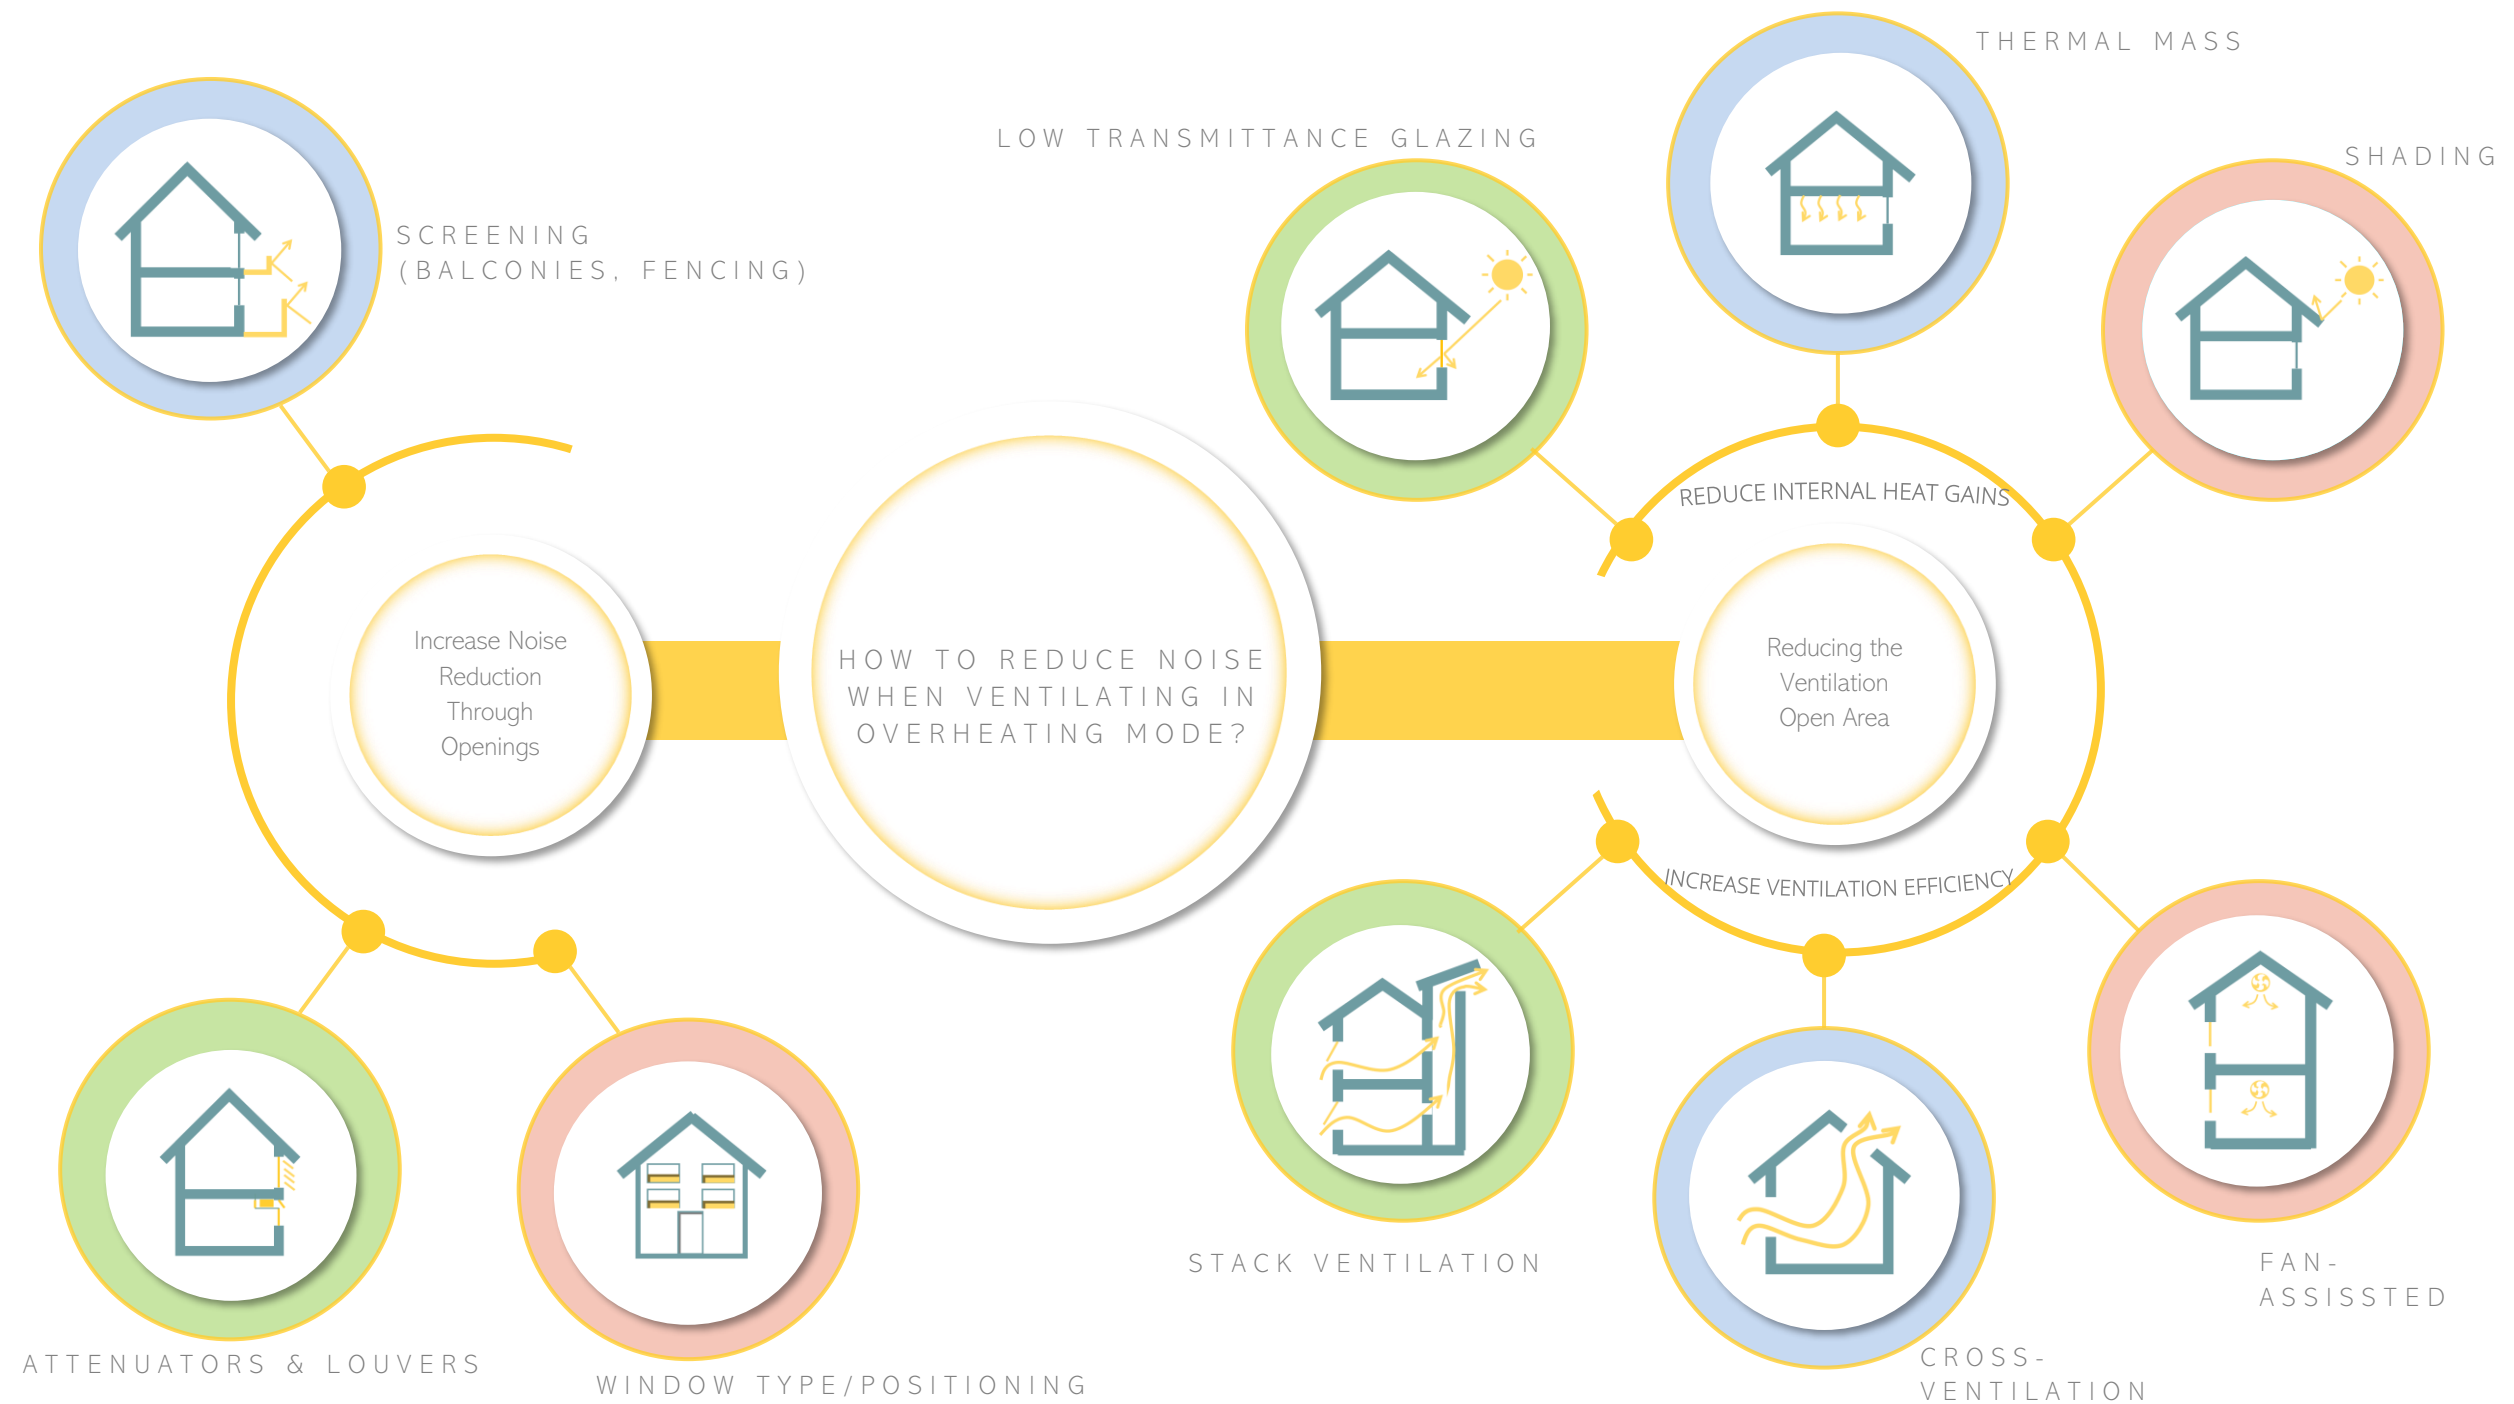 THERMAL MASS
LOW TRANSMITTANCE GLAZING
SHADING
SCREENING
(BALCONIES, FENCING)
REDUCE INTERNAL HEAT GAINS
Increase Noise
Reduction
Through
Openings
HOW TO REDUCE NOISE
WHEN VENTILATING IN
OVERHEATING MODE?
Reducing the
Ventilation
Open Area
INCREASE VENTILATION EFFICIENCY
STACK VENTILATION
FAN-
ASSISSTED
CROSS-
VENTILATION
ATTENUATORS & LOUVERS
WINDOW TYPE/POSITIONING